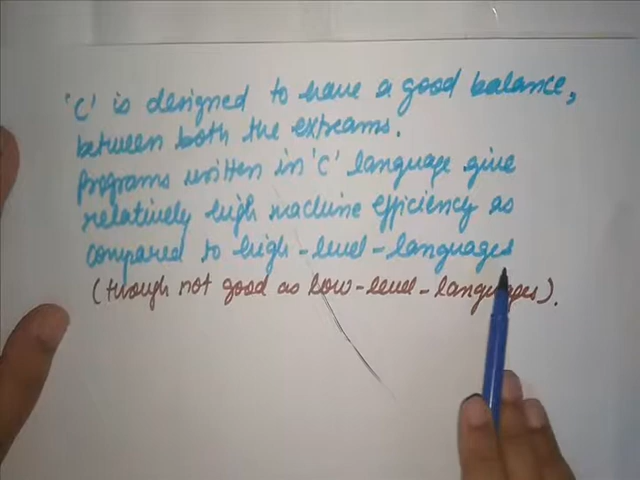 'C' is designed to have a good balance,
between both the extreams.
Programs written in 'C' language give
relatively high machine efficiency as
compared to high-level-languages
(though not good as low-level-languages).